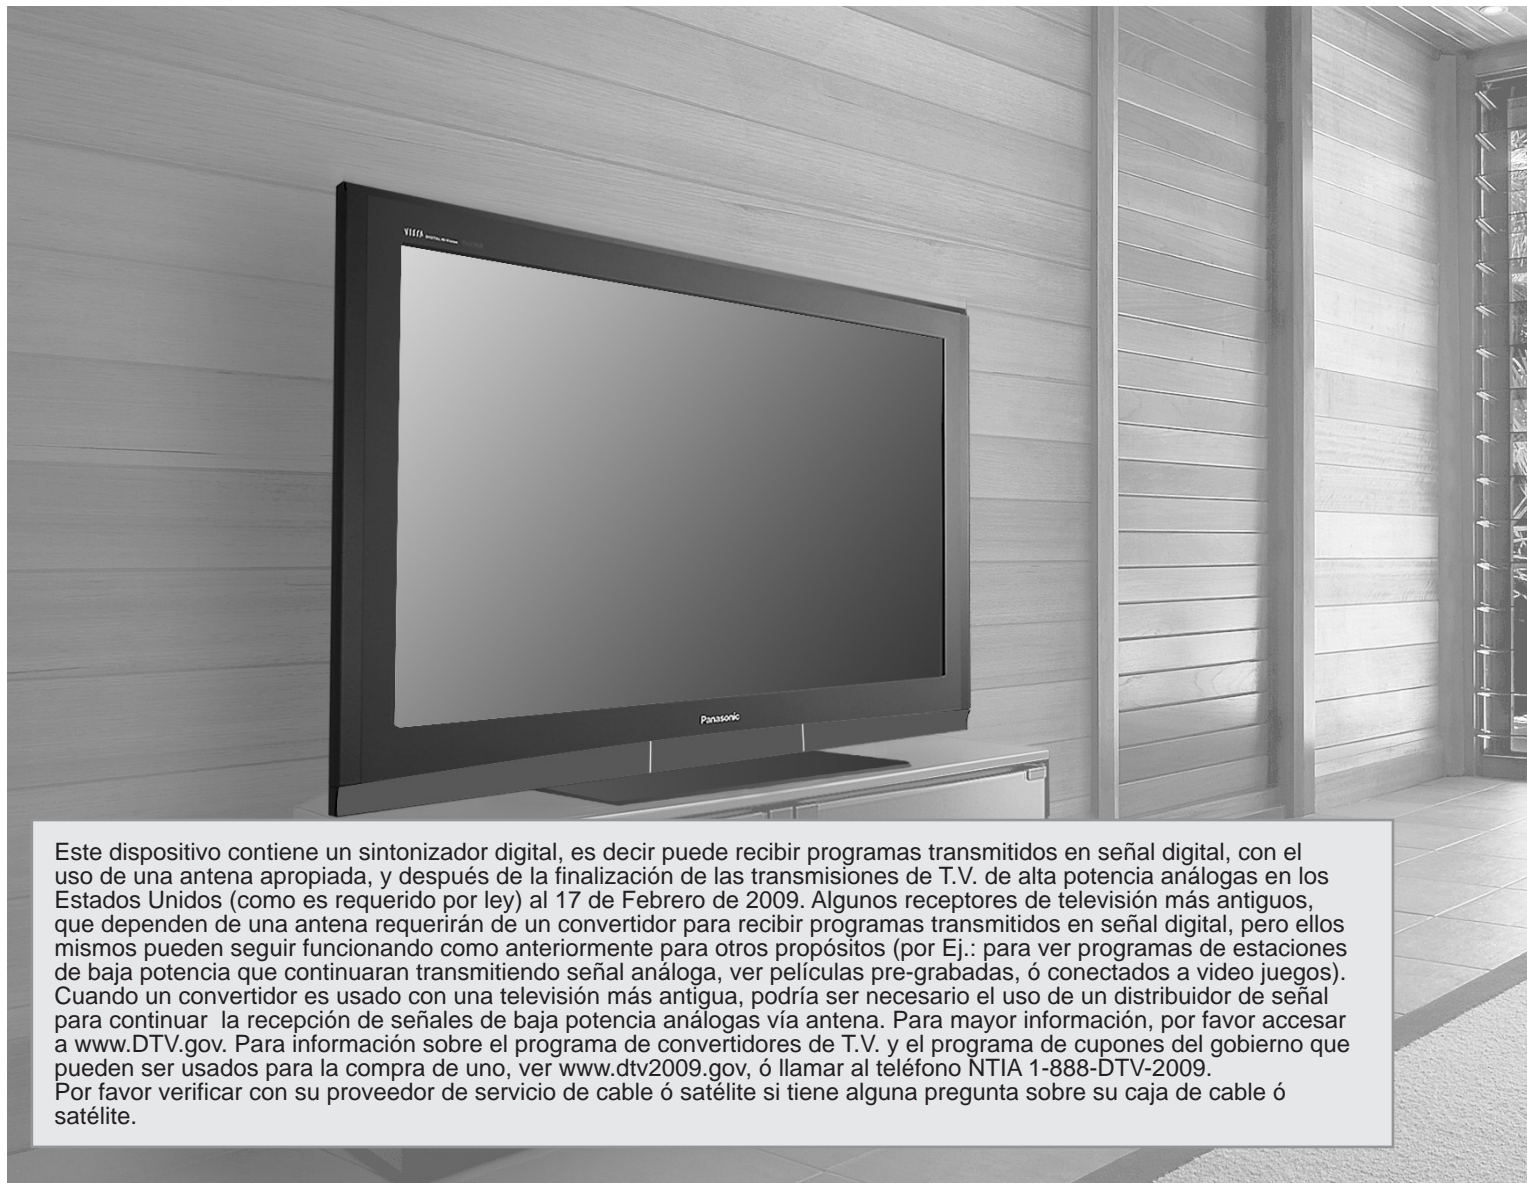 VIErA
Panasonic
Este dispositivo contiene un sintonizador digital, es decir puede recibir programas transmitidos en señal digital, con el
uso de una antena apropiada, y después de la finalización de las transmisiones de T.V. de alta potencia análogas en los
Estados Unidos (como es requerido por ley) al 17 de Febrero de 2009. Algunos receptores de televisión más antiguos,
que dependen de una antena requerirán de un convertidor para recibir programas transmitidos en señal digital, pero ellos
mismos pueden seguir funcionando como anteriormente para otros propósitos (por Ej.: para ver programas de estaciones
de baja potencia que continuaran transmitiendo señal análoga, ver películas pre-grabadas, ó conectados a video juegos).
Cuando un convertidor es usado con una televisión más antigua, podría ser necesario el uso de un distribuidor de señal
para continuar  la recepción de señales de baja potencia análogas vía antena. Para mayor información, por favor accesar
a www.DTV.gov. Para información sobre el programa de convertidores de T.V. y el programa de cupones del gobierno que
pueden ser usados para la compra de uno, ver www.dtv2009.gov, ó llamar al teléfono NTIA 1-888-DTV-2009.
Por favor verificar con su proveedor de servicio de cable ó satélite si tiene alguna pregunta sobre su caja de cable ó
satélite.